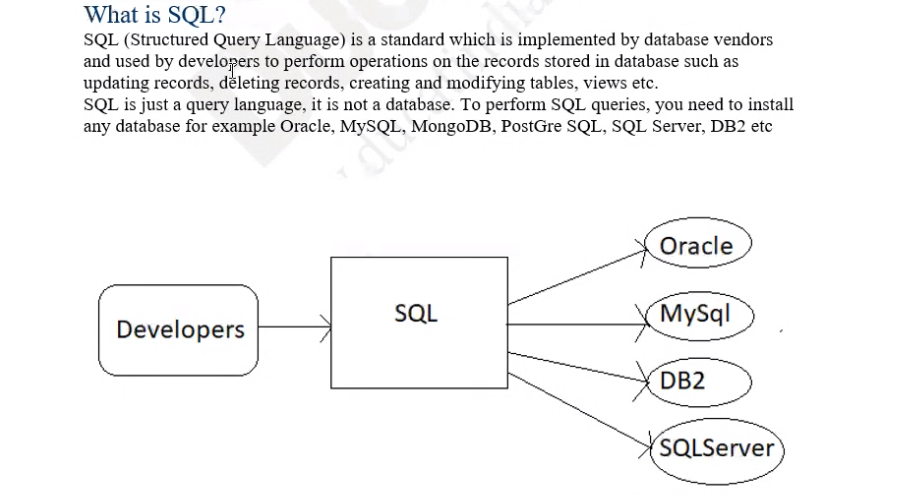 What is SQL?
SQL (Structured Query Language) is a standard which is implemented by database vendors
and used by developers to perform operations on the records stored in database such as
updating records, deleting records, creating and modifying tables, views etc.
SQL is just a query language, it is not a database. To perform SQL queries, you need to install
any database for example Oracle, MySQL, MongoDB, PostGre SQL, SQL Server, DB2 etc
Oracle
SQL
MySql
Developers
DB2
SQLServer